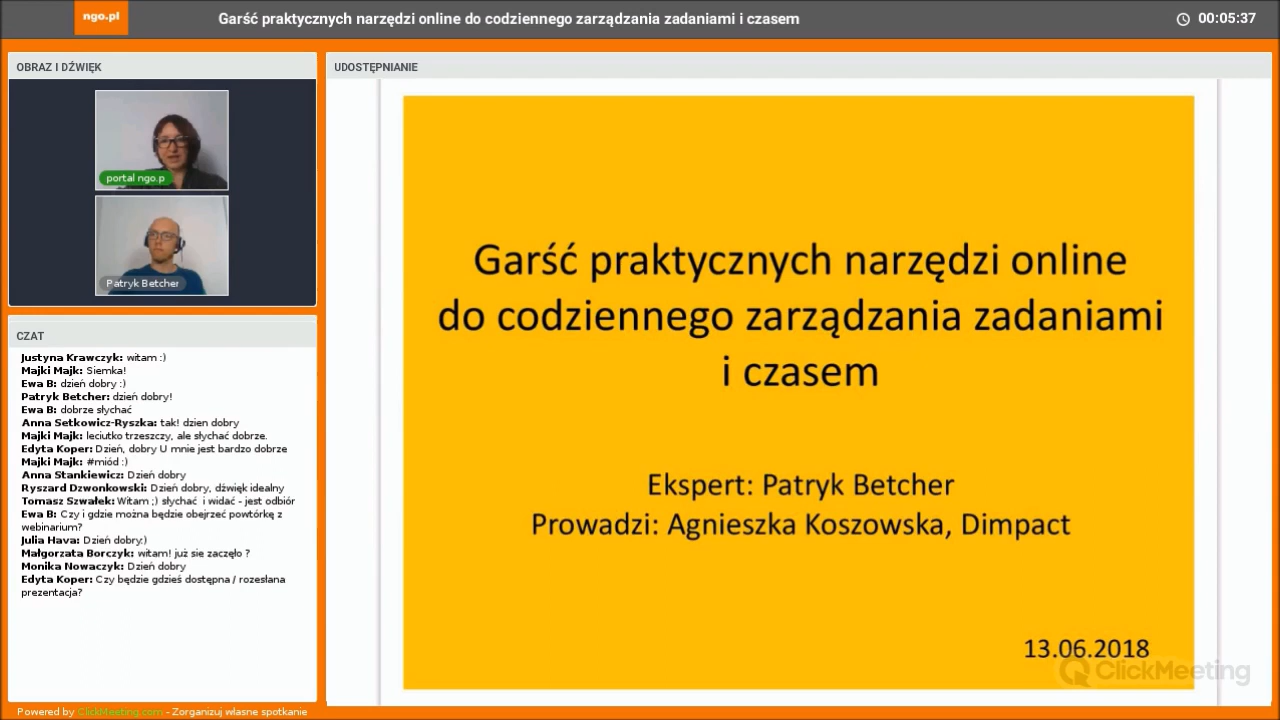 ngo.pl
Garść praktycznych narzędzi online do codziennego zarządzania zadaniami i czasem
00:05:37
OBRAZ I DŹWIĘK
portal ngo.p
Patryk Betcher
CZAT
Justyna Krawczyk: witam :)
Majki Majk: Siemka!
Ewa B: dzień dobry :)
Patryk Betcher: dzień dobry!
Ewa B: dobrze słychać
Anna Setkowicz-Ryszka: tak! dzien dobry
Majki Majk: leciutko trzeszczy, ale słychać dobrze.
Edyta Koper: Dzień, dobry U mnie jest bardzo dobrze
Majki Majk: #miód :)
Anna Stankiewicz: Dzień dobry
Ryszard Dzwonkowski: Dzień dobry, dźwięk idealny
Tomasz Szwałek: Witam ;) słychać i widać - jest odbiór
Ewa B: Czy i gdzie można będzie obejrzeć powtórkę z
webinarium?
Julia Hava: Dzień dobry:)
Małgorzata Borczyk: witam! już sie zaczęło ?
Monika Nowaczyk: Dzień dobry
Edyta Koper: Czy będzie gdzieś dostępna / rozesłana
prezentacja?
Powered by ClickMeeting.com - Zorganizuj własne spotkanie
UDOSTĘPNIANIE
Garść praktycznych narzędzi online
do codziennego zarządzania zadaniami
i czasem
Ekspert: Patryk Betcher
Prowadzi: Agnieszka Koszowska, Dimpact
13.06.2018
ClickMeeting